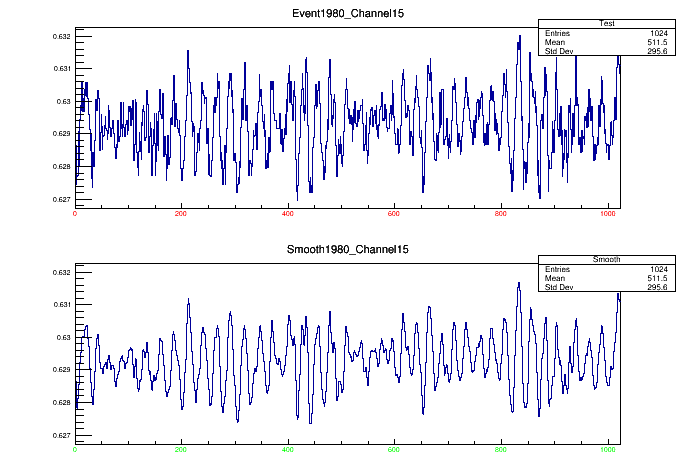 Event1980_Channel15
Test
Entries 1024
Mean 511.5
Std Dev 295.6
0.632
0.631
0.63
0.629
0.628
0.627
0 200 400 600 800 1000
Smooth1980_Channel15
Smooth
Entries 1024
Mean 511.5
Std Dev 295.6
0.632
0.631
0.63
0.629
0.628
0.627
0 200 400 600 800 1000